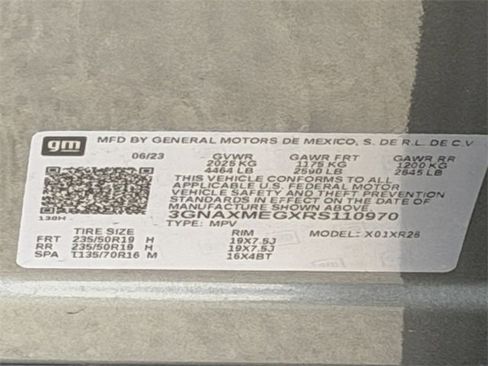 gm MFD BY GENERAL MOTORS DE MEXICO, S. DE R.L. DE C.V
06/23 GVWR GAWR FRT GAWR RR
2025 KG 1175 KG 1200 KG
4464 LB 2590 LB 2645 LB
THIS VEHICLE CONFORMS TO ALL
APPLICABLE U.S. FEDERAL MOTOR
VEHICLE SAFETY AND THEFT PREVENTION
STANDARDS IN EFFECT ON THE DATE OF
MANUFACTURE SHOWN ABOVE
3GNAXMEGXRS110970
130H TYPE: MPV
TIRE SIZE RIM MODEL: X01XR26
FRT 235/50R19 H 19X7.5J
RR 235/50R19 H 19X7.5J
SPA T135/70R16 M 16X4BT